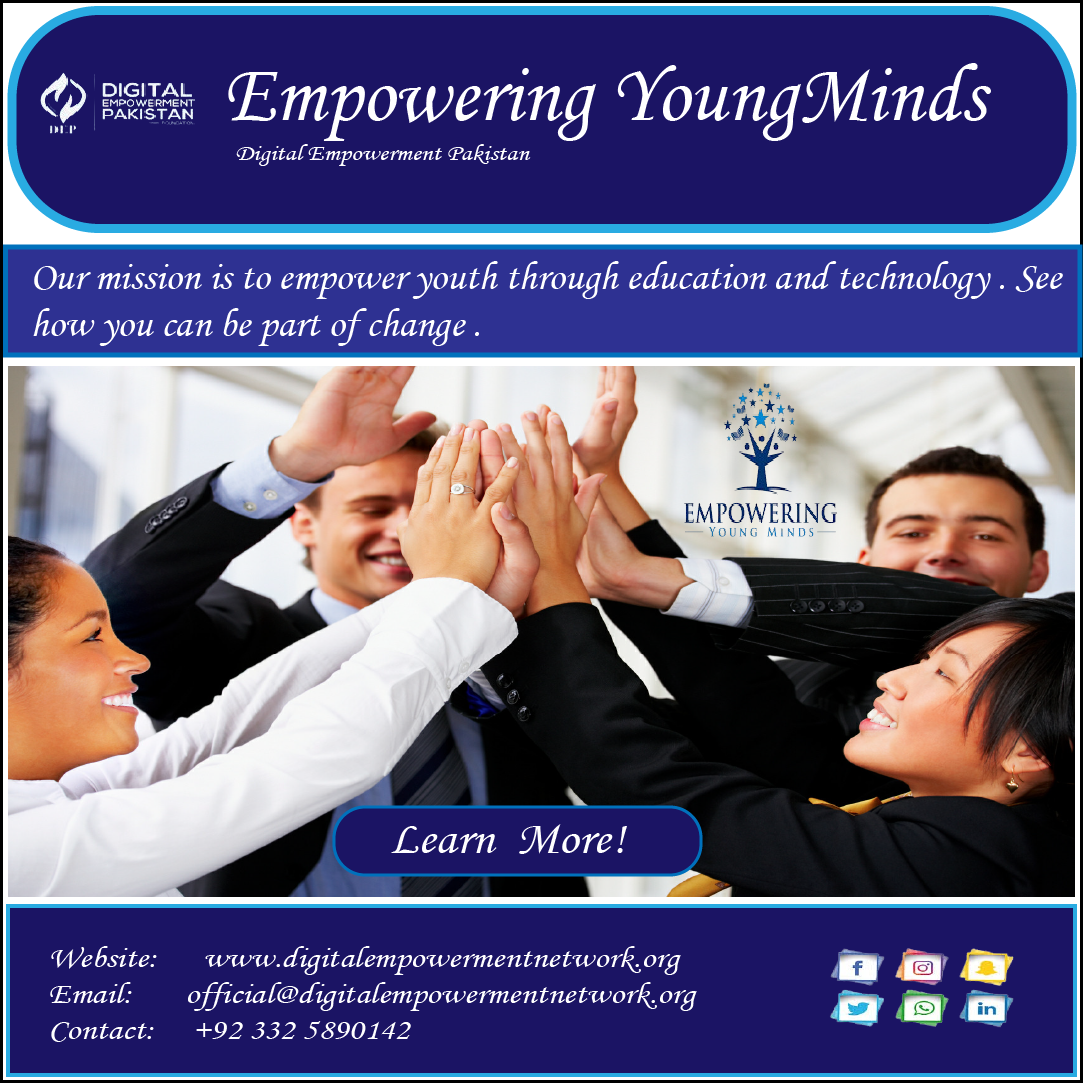 DIGITAL
EMPOWERMENT
PAKISTAN
FOUNDATION
DEP
Empowering YoungMinds
Digital Empowerment Pakistan
Our mission is to empower youth through education and technology . See
how you can be part of change .
EMPOWERING
YOUNG MINDS
Learn More!
Website: www.digitalempowermentnetwork.org
Email: official@digitalempowermentnetwork.org
Contact: +92 332 5890142
f
in